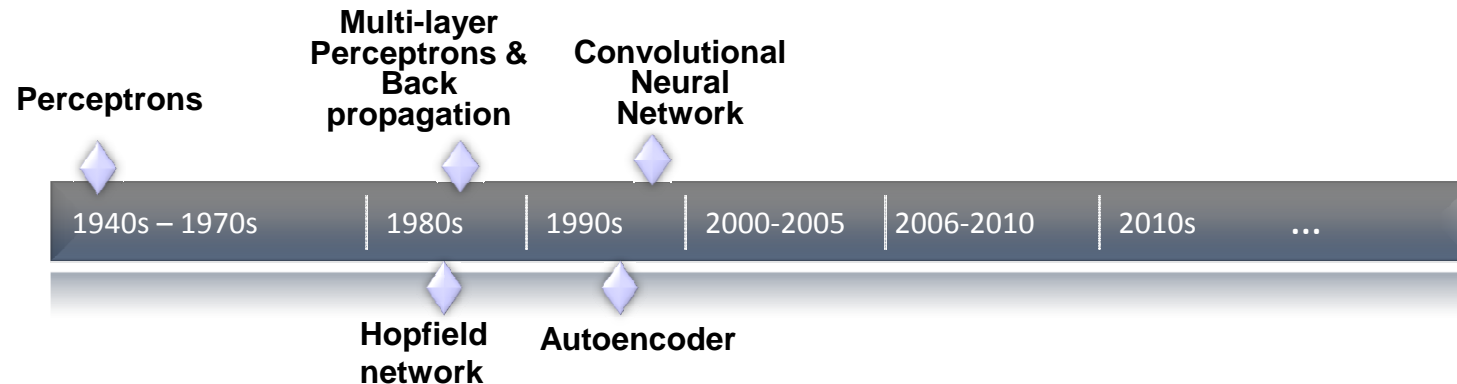 Multi-layer
Perceptrons &
Back
propagation
Convolutional
Neural
Network
Perceptrons
1940s – 1970s
1980s
1990s
2000-2005
2006-2010
2010s
...
Hopfield
network
Autoencoder